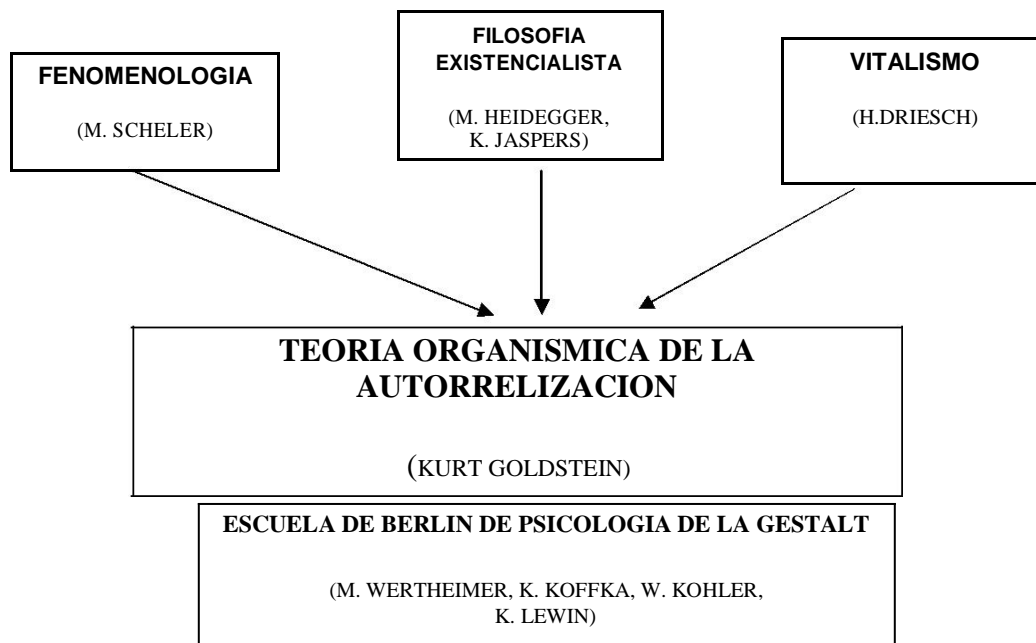 FENOMENOLOGIA
(M. SCHELER)
FILOSOFIA
EXISTENCIALISTA
(M. HEIDEGGER,
K. JASPERS)
VITALISMO
(H.DRIESCH)
TEORIA ORGANISMICA DE LA
AUTORRELIZACION
(KURT GOLDSTEIN)
ESCUELA DE BERLIN DE PSICOLOGIA DE LA GESTALT
(M. WERTHEIMER, K. KOFFKA, W. KOHLER,
K. LEWIN)